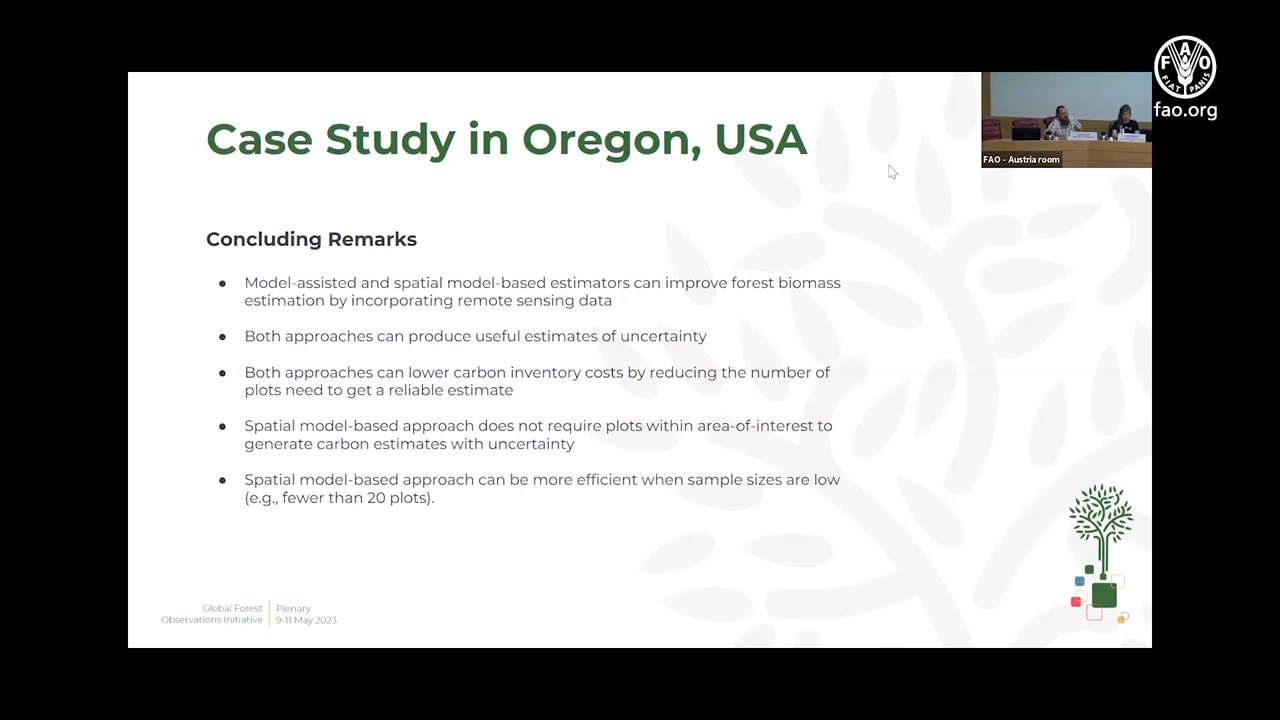 FAO
FIAT PANIS
fao.org
Case Study in Oregon, USA
FAO - Austria room
Concluding Remarks
● Model-assisted and spatial model-based estimators can improve forest biomass
estimation by incorporating remote sensing data
● Both approaches can produce useful estimates of uncertainty
● Both approaches can lower carbon inventory costs by reducing the number of
plots need to get a reliable estimate
● Spatial model-based approach does not require plots within area-of-interest to
generate carbon estimates with uncertainty
● Spatial model-based approach can be more efficient when sample sizes are low
(e.g., fewer than 20 plots).
Global Forest
Observations Initiative
Plenary
9-11 May 2023